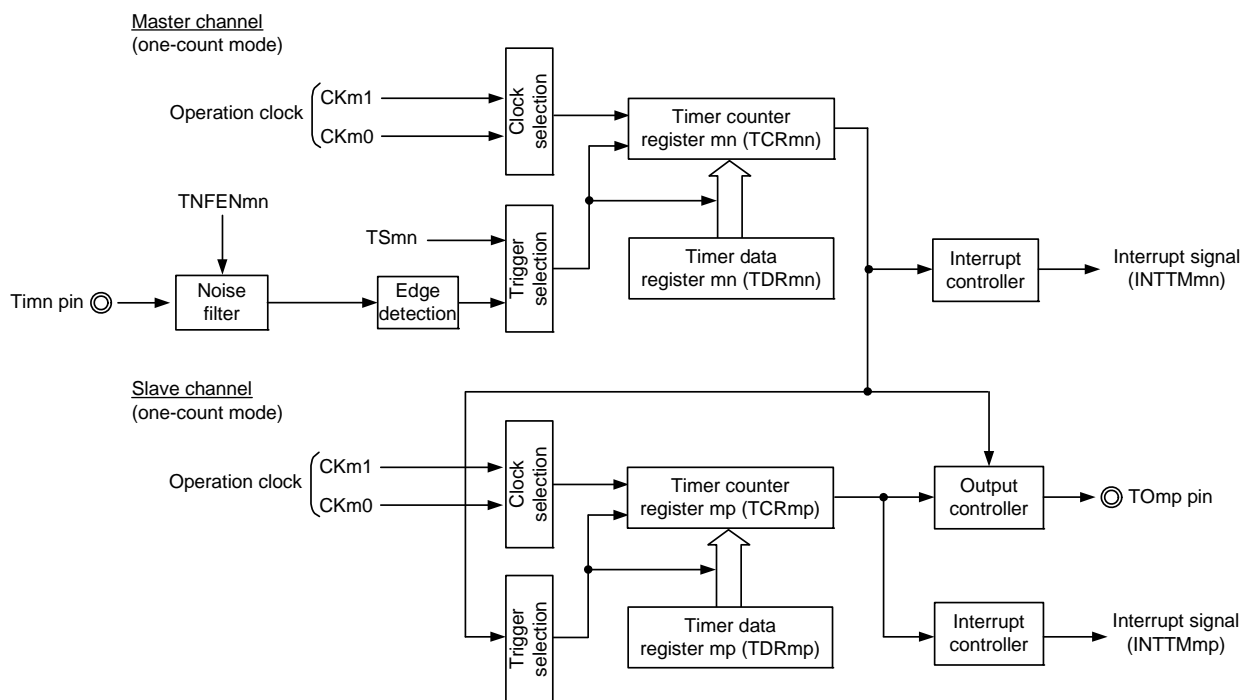 Master channel
(one-count mode)
Operation clock
CKm1
CKm0
Clock
selection
Timer counter
register mn (TCRmn)
TNFENmn
TSmn
Trigger
selection
Timer data
register mn (TDRmn)
Interrupt
controller
Interrupt signal
(INTTMmn)
Timn pin
Noise
filter
Edge
detection
Slave channel
(one-count mode)
Operation clock
CKm1
CKm0
Clock
selection
Timer counter
register mp (TCRmp)
Output
controller
TOmp pin
Trigger
selection
Timer data
register mp (TDRmp)
Interrupt
controller
Interrupt signal
(INTTMmp)